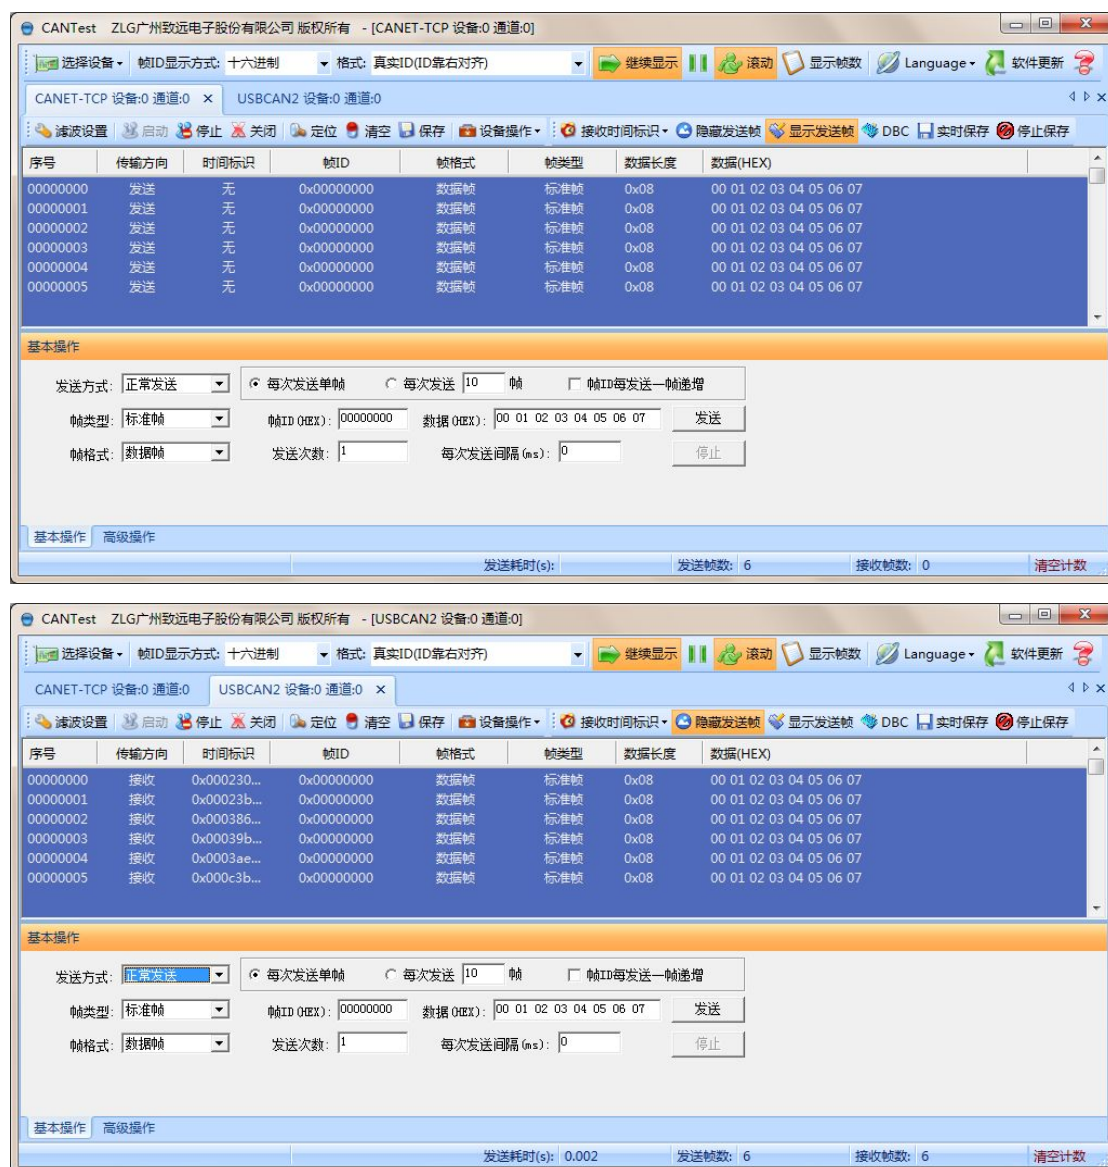 CANTest ZLG广州致远电子股份有限公司 版权所有 - [CANET-TCP 设备:0 通道:0]
选择设备 帧ID显示方式: 十六进制 格式: 真实ID(ID靠右对齐) 继续显示 滚动 显示帧数 Language 软件更新
CANET-TCP 设备:0 通道:0 × USBCAN2 设备:0 通道:0
滤波设置 启动 停止 关闭 定位 清空 保存 设备操作 接收时间标识 隐藏发送帧 显示发送帧 DBC 实时保存 停止保存
序号 传输方向 时间标识 帧ID 帧格式 帧类型 数据长度 数据(HEX)
00000000 发送 无 0x00000000 数据帧 标准帧 0x08 00 01 02 03 04 05 06 07
00000001 发送 无 0x00000000 数据帧 标准帧 0x08 00 01 02 03 04 05 06 07
00000002 发送 无 0x00000000 数据帧 标准帧 0x08 00 01 02 03 04 05 06 07
00000003 发送 无 0x00000000 数据帧 标准帧 0x08 00 01 02 03 04 05 06 07
00000004 发送 无 0x00000000 数据帧 标准帧 0x08 00 01 02 03 04 05 06 07
00000005 发送 无 0x00000000 数据帧 标准帧 0x08 00 01 02 03 04 05 06 07
基本操作
发送方式: 正常发送 每次发送单帧 每次发送 10 帧 帧ID每发送一帧递增
帧类型: 标准帧 帧ID(HEX): 00000000 数据(HEX): 00 01 02 03 04 05 06 07 发送
帧格式: 数据帧 发送次数: 1 每次发送间隔(ms): 0 停止
基本操作 高级操作
发送耗时(s): 发送帧数: 6 接收帧数: 0 清空计数
CANTest ZLG广州致远电子股份有限公司 版权所有 - [USBCAN2 设备:0 通道:0]
选择设备 帧ID显示方式: 十六进制 格式: 真实ID(ID靠右对齐) 继续显示 滚动 显示帧数 Language 软件更新
CANET-TCP 设备:0 通道:0 USBCAN2 设备:0 通道:0 ×
滤波设置 启动 停止 关闭 定位 清空 保存 设备操作 接收时间标识 隐藏发送帧 显示发送帧 DBC 实时保存 停止保存
序号 传输方向 时间标识 帧ID 帧格式 帧类型 数据长度 数据(HEX)
00000000 接收 0x000230... 0x00000000 数据帧 标准帧 0x08 00 01 02 03 04 05 06 07
00000001 接收 0x00023b... 0x00000000 数据帧 标准帧 0x08 00 01 02 03 04 05 06 07
00000002 接收 0x000386... 0x00000000 数据帧 标准帧 0x08 00 01 02 03 04 05 06 07
00000003 接收 0x00039b... 0x00000000 数据帧 标准帧 0x08 00 01 02 03 04 05 06 07
00000004 接收 0x0003ae... 0x00000000 数据帧 标准帧 0x08 00 01 02 03 04 05 06 07
00000005 接收 0x000c3b... 0x00000000 数据帧 标准帧 0x08 00 01 02 03 04 05 06 07
基本操作
发送方式: 正常发送 每次发送单帧 每次发送 10 帧 帧ID每发送一帧递增
帧类型: 标准帧 帧ID(HEX): 00000000 数据(HEX): 00 01 02 03 04 05 06 07 发送
帧格式: 数据帧 发送次数: 1 每次发送间隔(ms): 0 停止
基本操作 高级操作
发送耗时(s): 0.002 发送帧数: 6 接收帧数: 6 清空计数